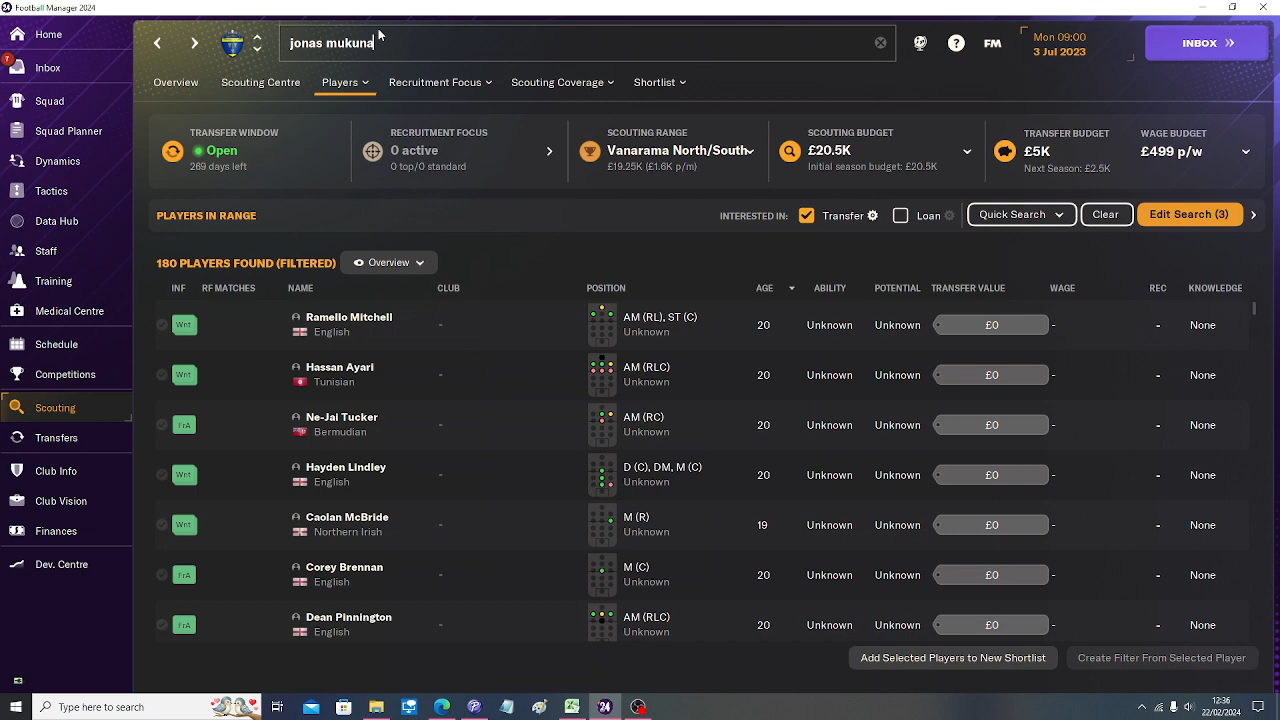 Football Manager 2024
Home
7
Inbox
Squad
Squad Planner
Dynamics
Tactics
Data Hub
Staff
Training
Medical Centre
Schedule
Competitions
Scouting
Transfers
Club Info
Club Vision
Finances
Dev. Centre
jonas mukuna
FM
Mon 09:00
3 Jul 2023
INBOX
Overview
Scouting Centre
Players
Recruitment Focus
Scouting Coverage
Shortlist
TRANSFER WINDOW
Open
269 days left
RECRUITMENT FOCUS
0 active
0 top/0 standard
SCOUTING RANGE
Vanarama North/South
£19.25K (£1.6K p/m)
SCOUTING BUDGET
£20.5K
Initial season budget: £20.5K
TRANSFER BUDGET WAGE BUDGET
£5K £499 p/w
Next Season: £2.5K
PLAYERS IN RANGE
INTERESTED IN: Transfer Loan Quick Search Clear Edit Search (3)
180 PLAYERS FOUND (FILTERED) Overview
INF RF MATCHES NAME CLUB POSITION AGE ABILITY POTENTIAL TRANSFER VALUE WAGE REC KNOWLEDGE
Wnt Ramello Mitchell - AM (RL), ST (C) 20 Unknown Unknown £0 - - None
English Unknown
Wnt Hassan Ayari - AM (RLC) 20 Unknown Unknown £0 - - None
Tunisian Unknown
FrA Ne-Jai Tucker - AM (RC) 20 Unknown Unknown £0 - - None
Bermudian Unknown
Wnt Hayden Lindley - D (C), DM, M (C) 20 Unknown Unknown £0 - - None
English Unknown
Wnt Caolan McBride - M (R) 19 Unknown Unknown £0 - - None
Northern Irish Unknown
FrA Corey Brennan - M (C) 20 Unknown Unknown £0 - - None
English Unknown
FrA Dean Pinnington - AM (RLC) 20 Unknown Unknown £0 - - None
English Unknown
Add Selected Players to New Shortlist Create Filter From Selected Player
Type here to search
12:36
22/02/2024